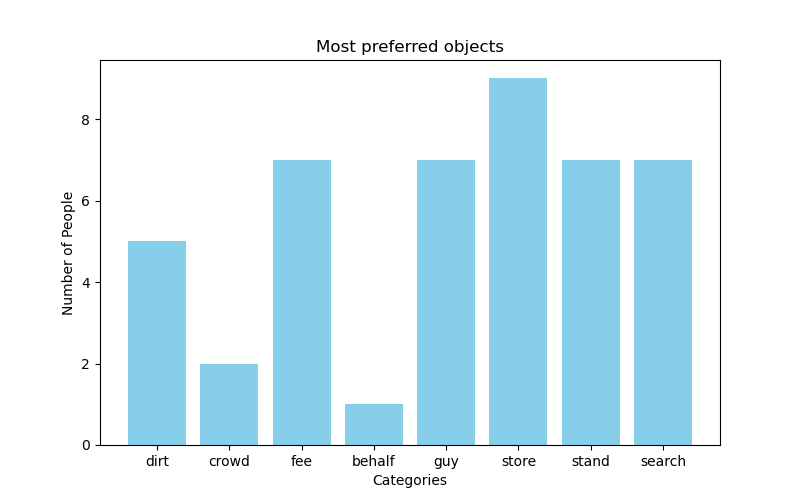 Most preferred objects
Number of People
8
6
4
2
0
dirt crowd fee behalf guy store stand search
Categories